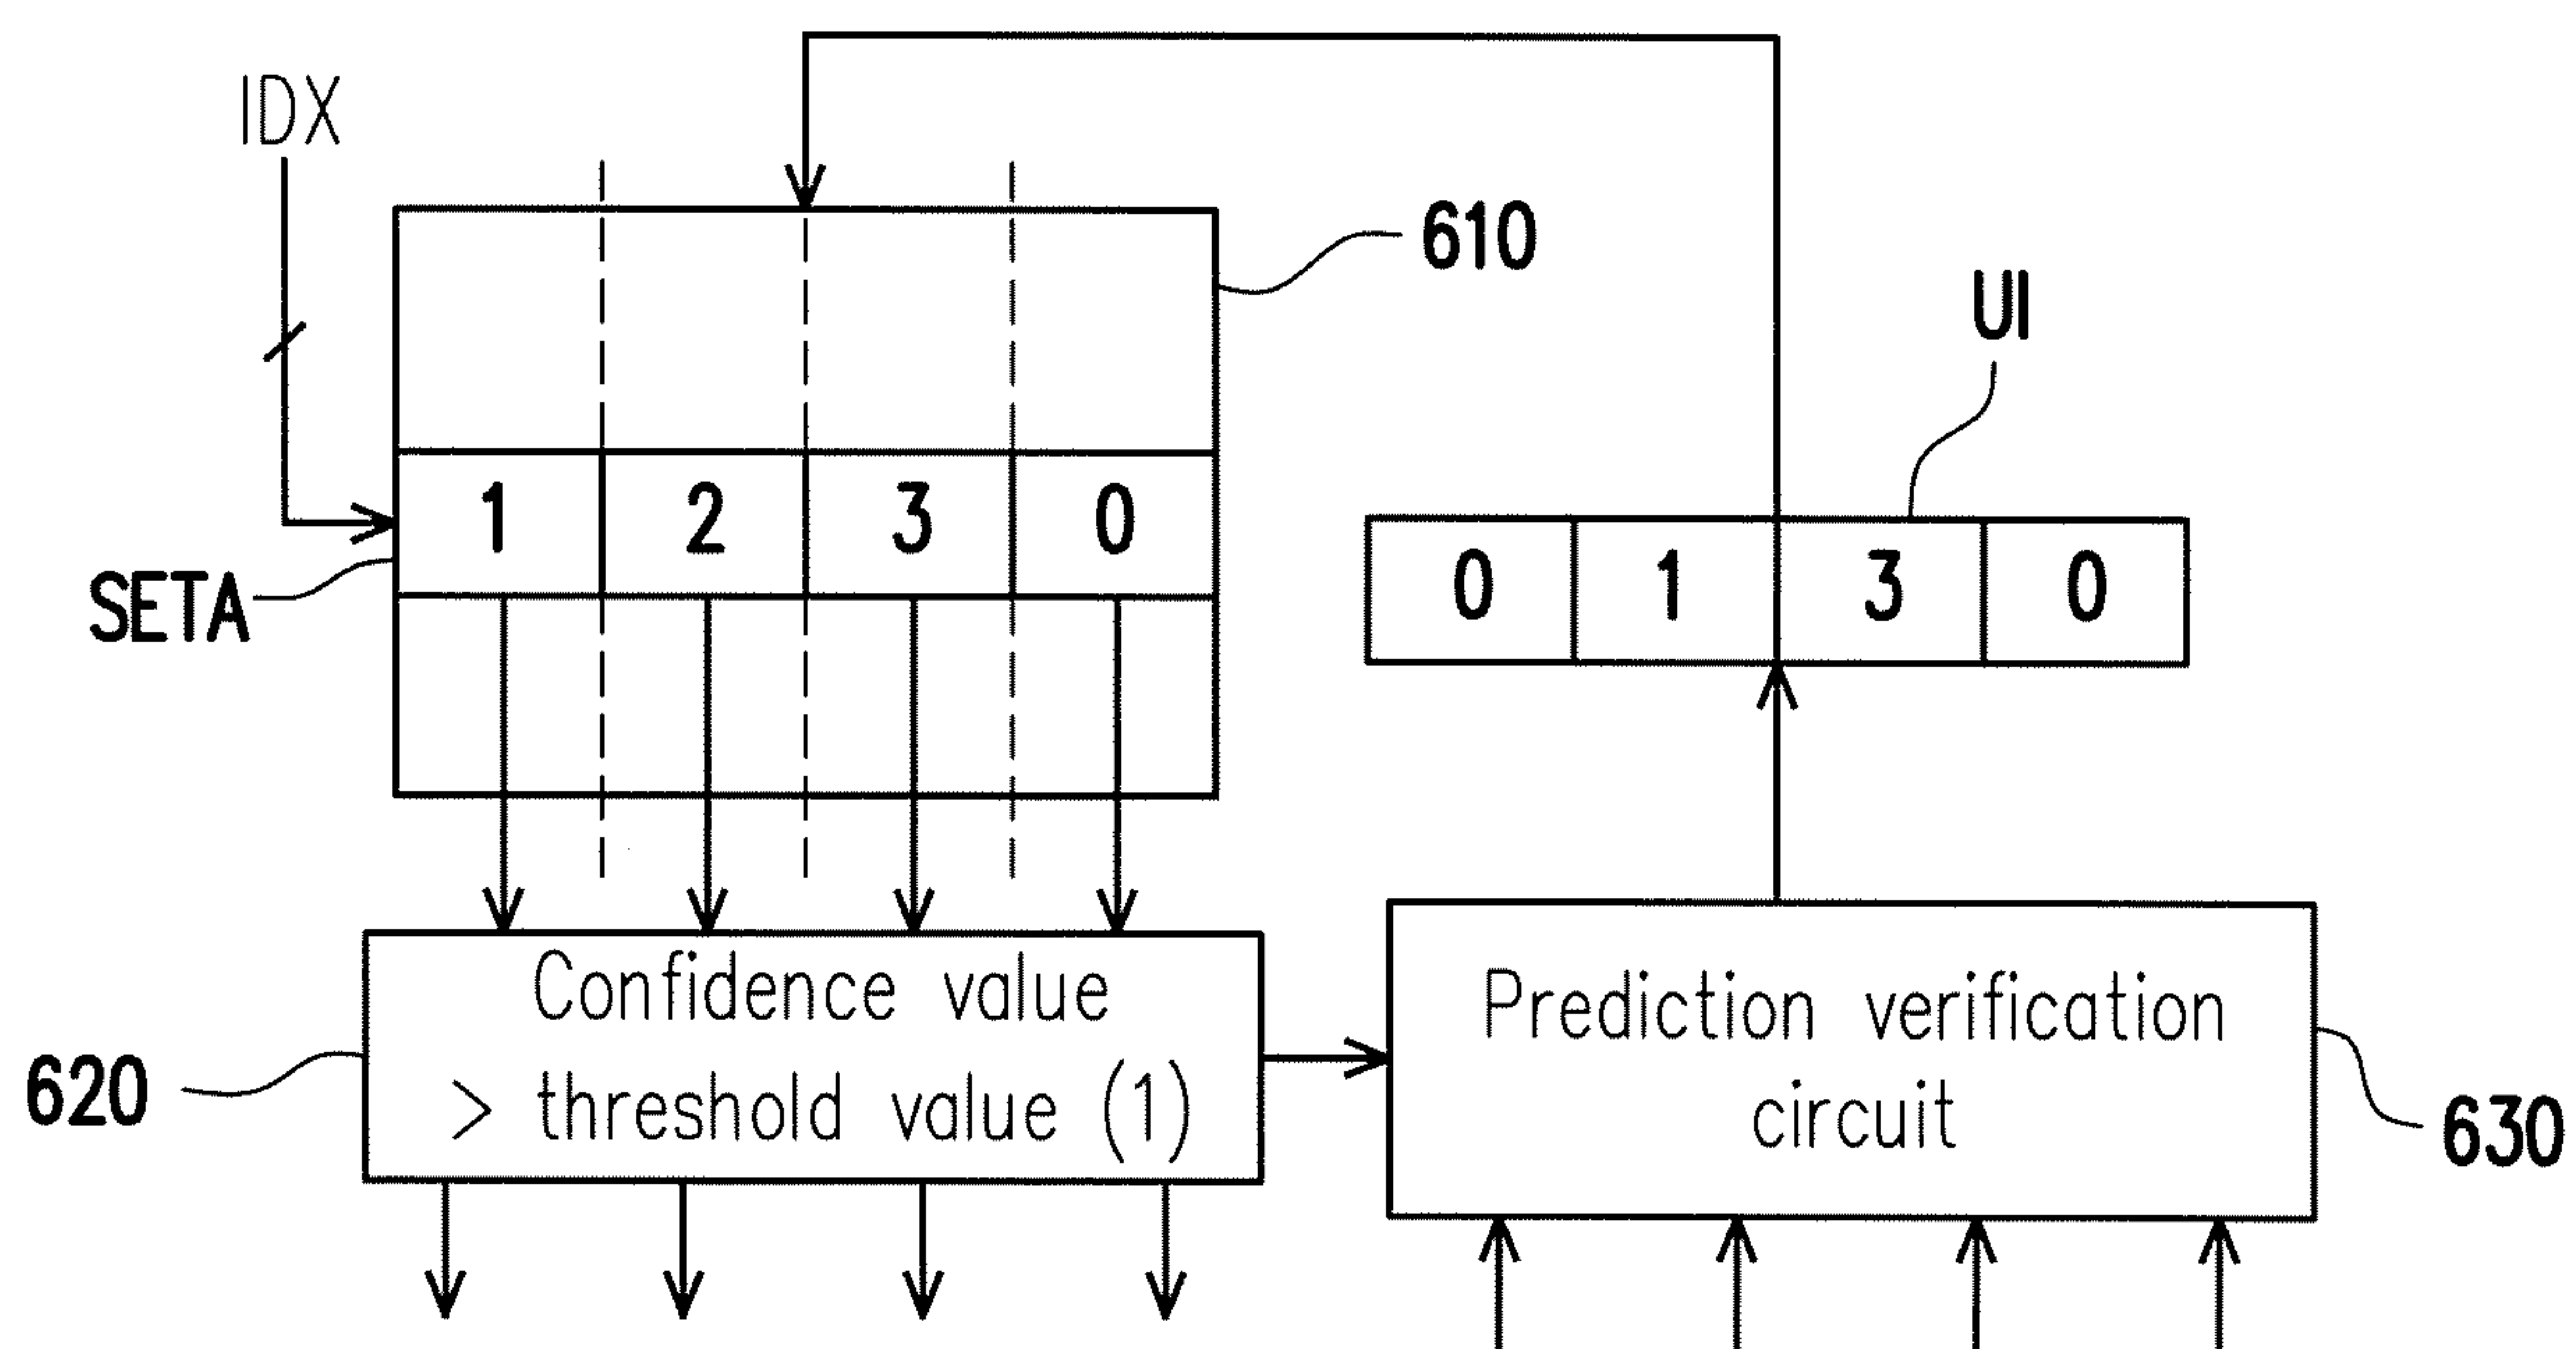 IDX
610
UI
1 2 3 0
SETA
0 1 3 0
Confidence value
> threshold value (1)
620
Prediction verification
circuit
630